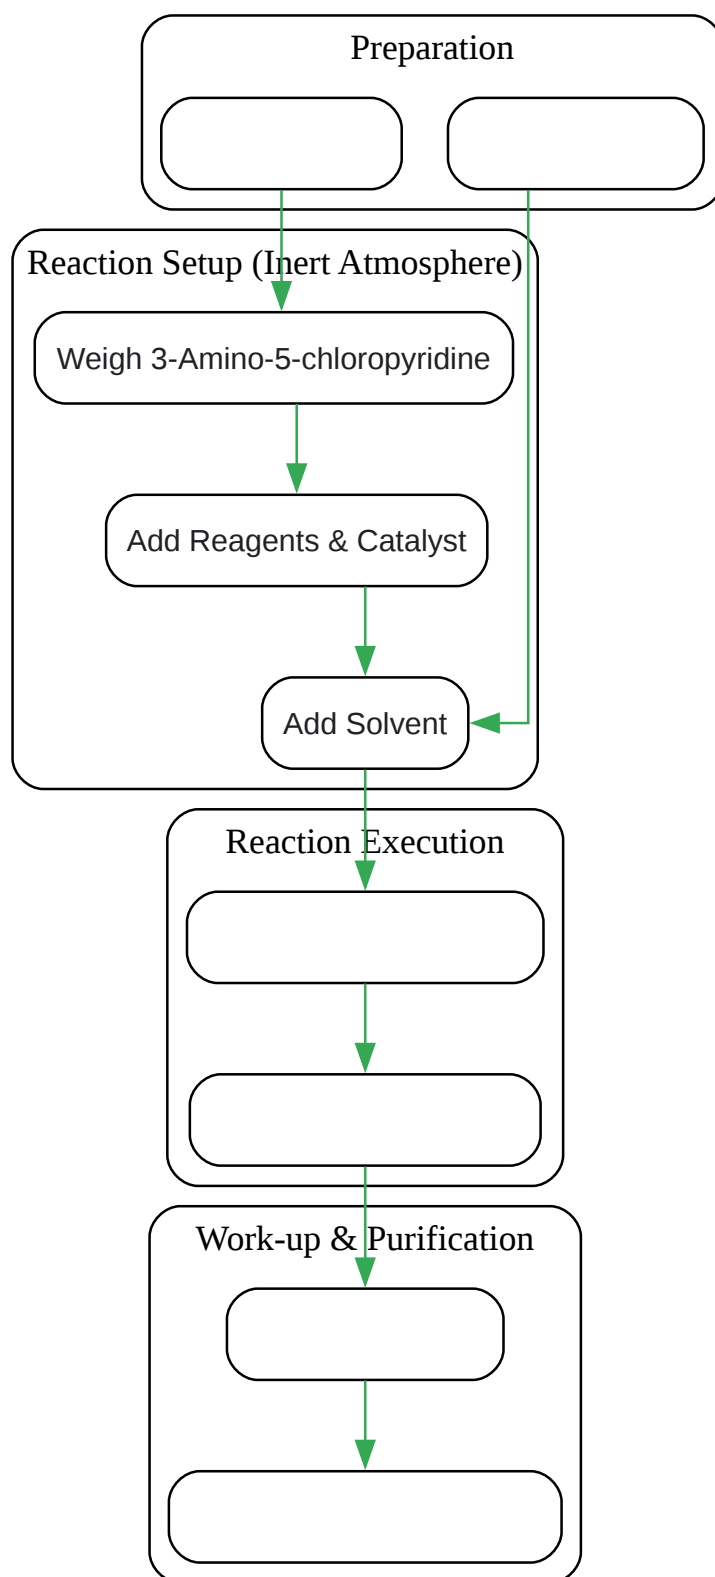 Preparation
Reaction Setup (Inert Atmosphere)
Weigh 3-Amino-5-chloropyridine
Add Reagents & Catalyst
Add Solvent
Reaction Execution
Work-up & Purification